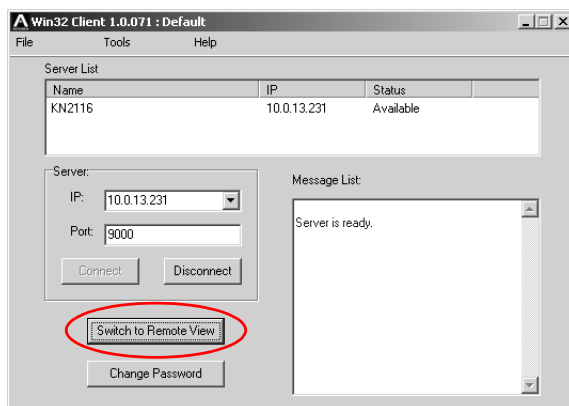 Win32 Client 1.0.071 : Default
File Tools Help
Server List
Name IP Status
KN2116 10.0.13.231 Available
Server:
IP: 10.0.13.231
Port: 9000
Connect Disconnect
Switch to Remote View
Change Password
Message List:
Server is ready.